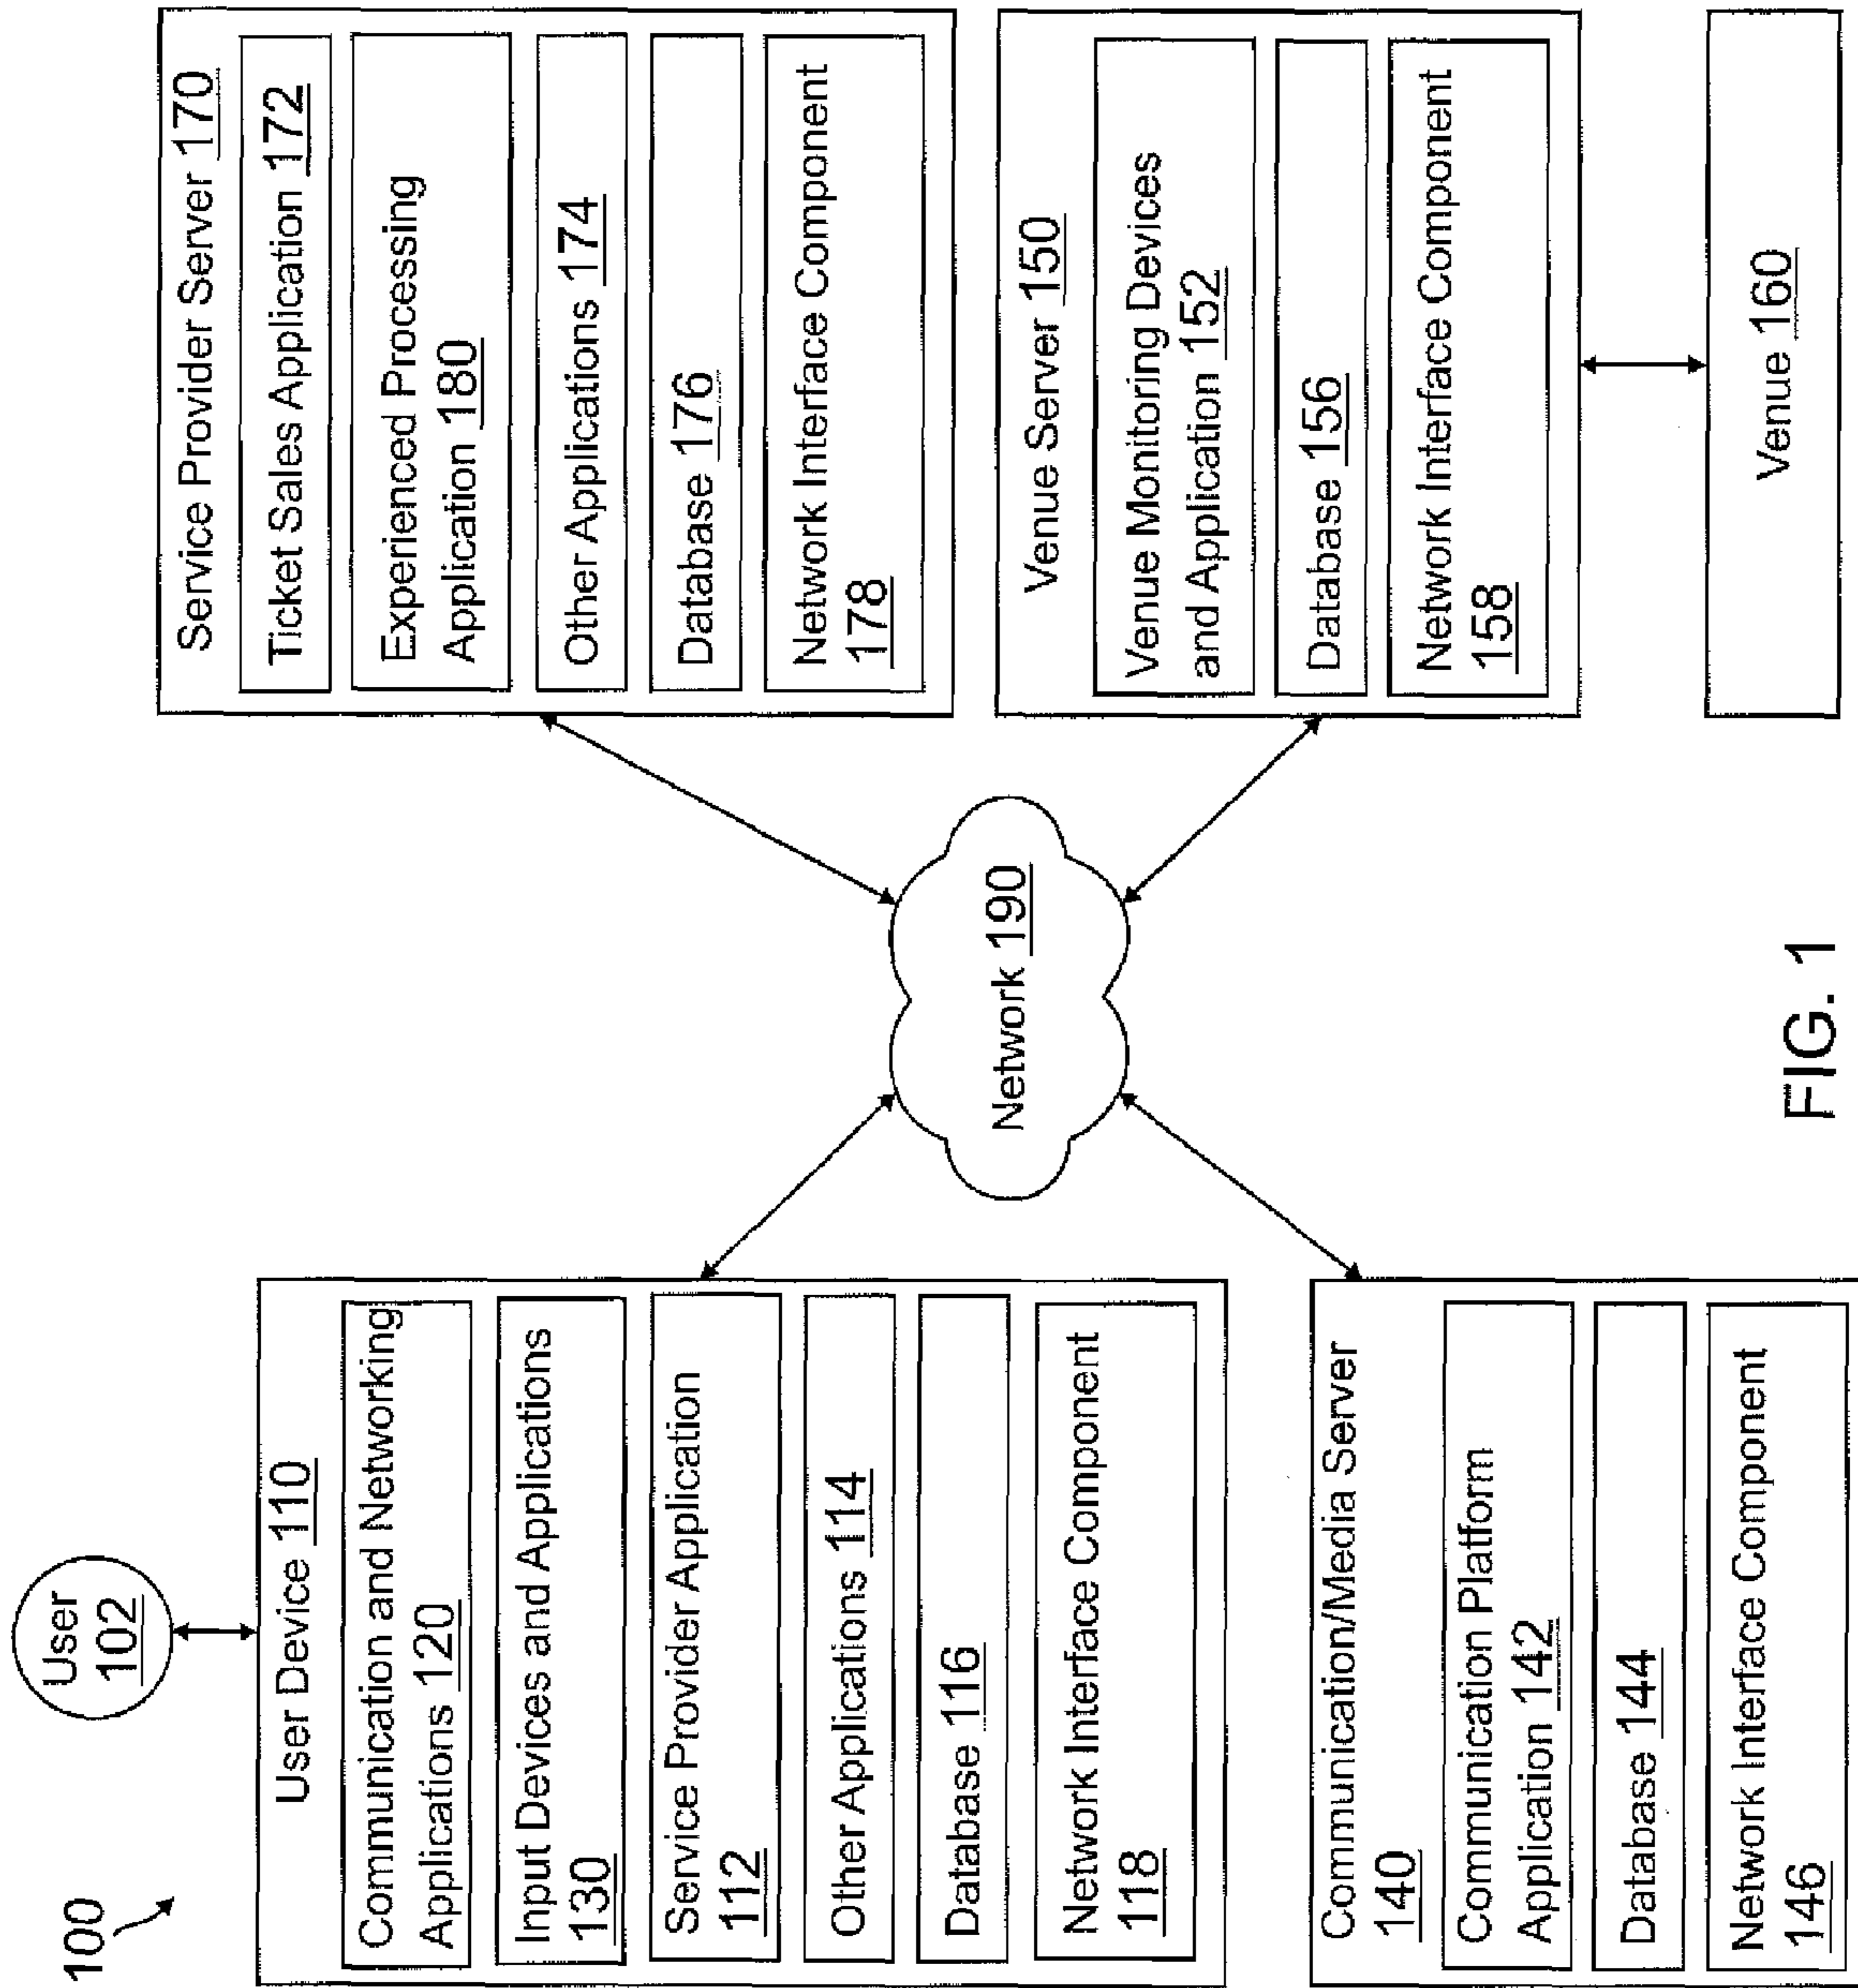 100
User
102
User Device 110
Communication and Networking
Applications 120
Input Devices and Applications
130
Service Provider Application
112
Other Applications 114
Database 116
Network Interface Component
118
Communication/Media Server
140
Communication Platform
Application 142
Database 144
Network Interface Component
146
Network 190
Service Provider Server 170
Ticket Sales Application 172
Experienced Processing
Application 180
Other Applications 174
Database 176
Network Interface Component
178
Venue Server 150
Venue Monitoring Devices
and Application 152
Database 156
Network Interface Component
158
Venue 160
FIG. 1